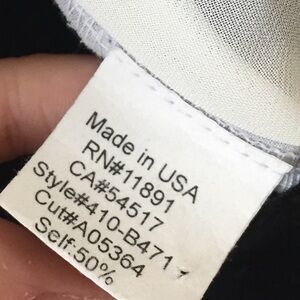 Made in USA
RN#11891
CA#54517
Style#410-B471
Cut#A05364
Self:50%